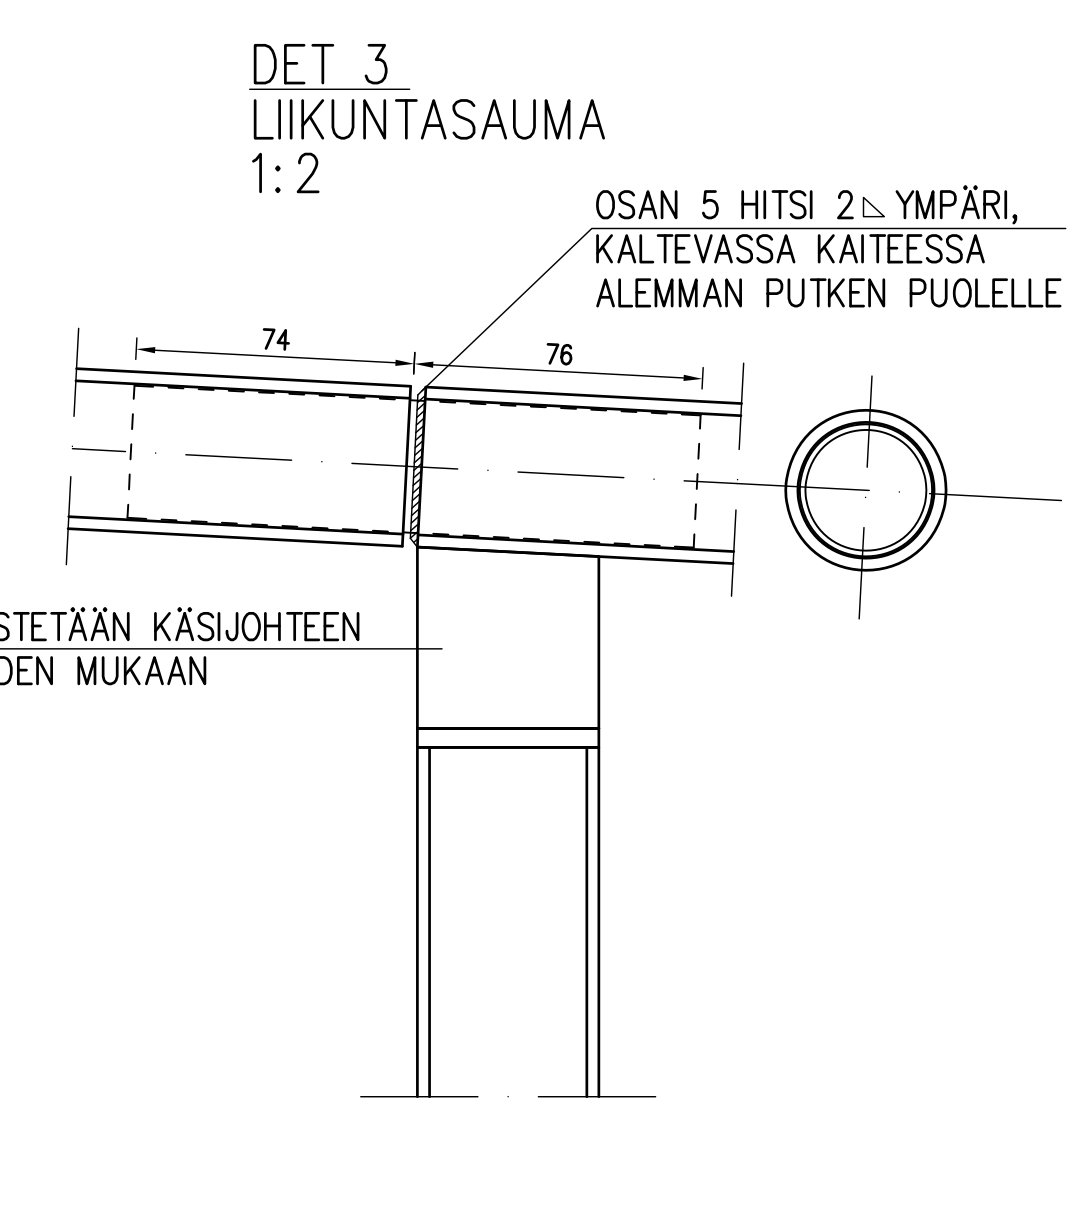 DET 3
LIIKUNTASAUMA
1:2
OSAN 5 HITSI 2 ⊿ YMPÄRI,
KALTEVASSA KAITEESSA
ALEMMAN PUTKEN PUOLELLE
74
76
STETÄÄN KÄSIJOHTEEN
DEN MUKAAN